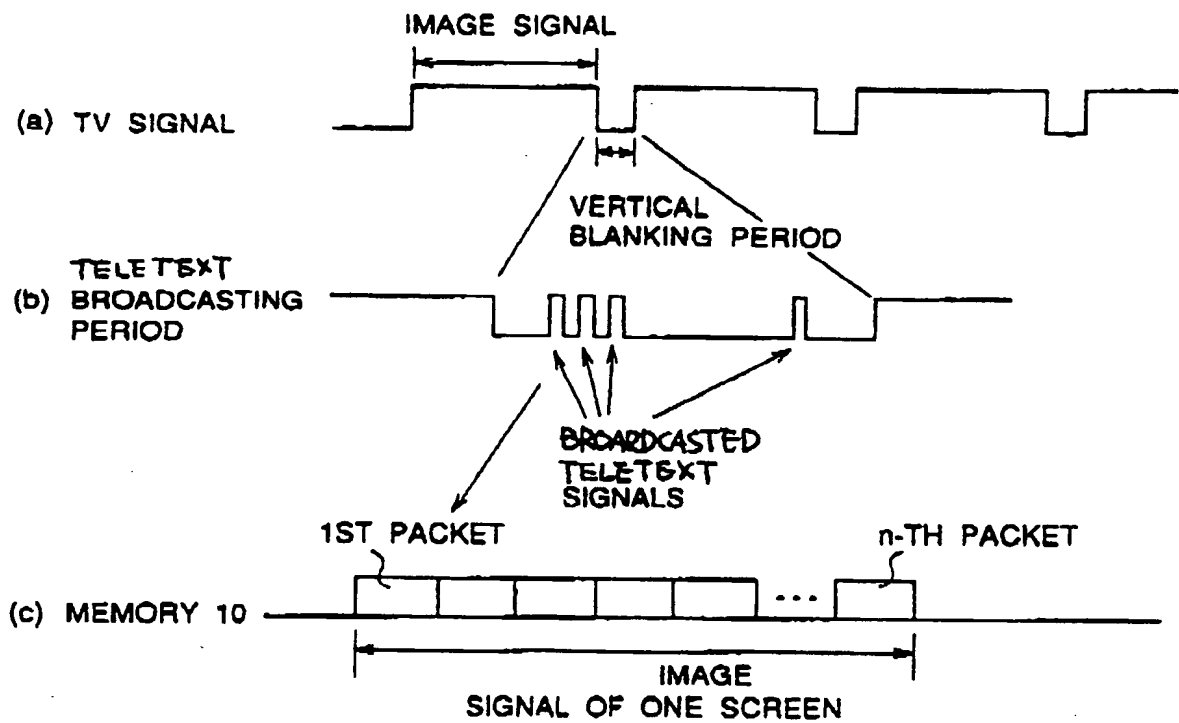 IMAGE SIGNAL
(a) TV SIGNAL
VERTICAL
BLANKING PERIOD
TELETEXT
(b) BROADCASTING
PERIOD
BROARDCASTED
TELETEXT
SIGNALS
1ST PACKET
n-TH PACKET
...
(c) MEMORY 10
IMAGE
SIGNAL OF ONE SCREEN